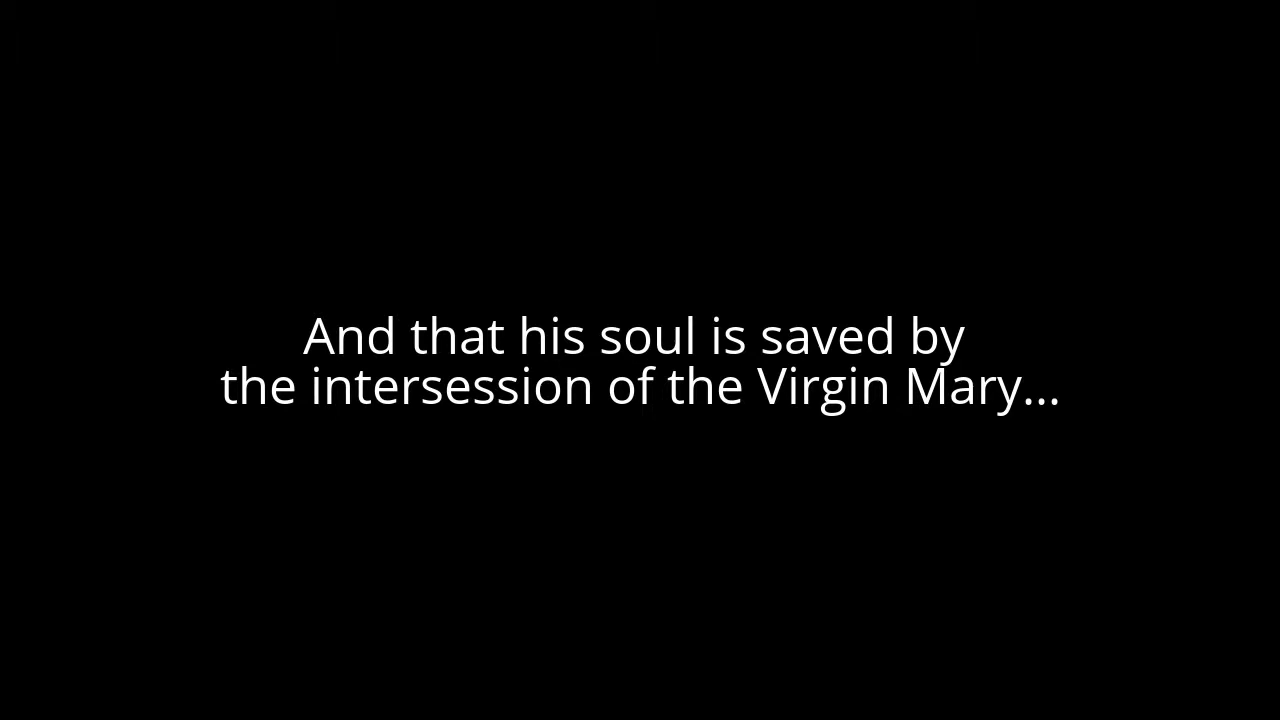 And that his soul is saved by
the intersession of the Virgin Mary...